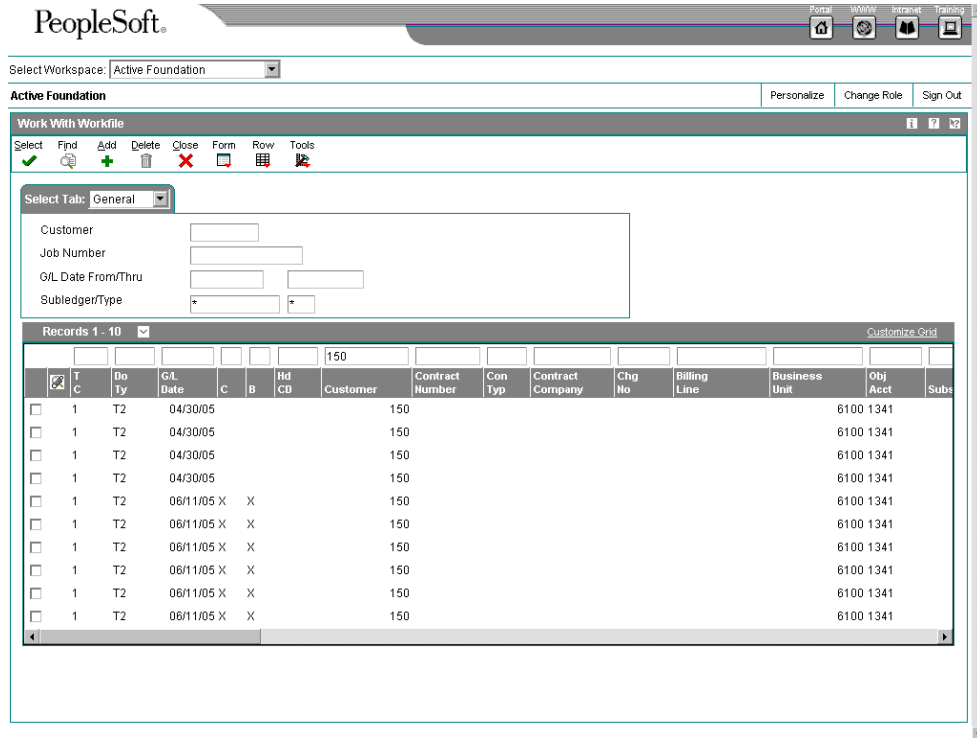 PeopleSoft.
Portal WWW Intranet Training
Select Workspace: Active Foundation
Active Foundation Personalize Change Role Sign Out
Work With Workfile i ? ?
Select Find Add Delete Close Form Row Tools
Select Tab: General
Customer
Job Number
G/L Date From/Thru
Subledger/Type * *
Records 1 - 10 Customize Grid
150
T C Do Ty G/L Date C B Hd CD Customer Contract Number Con Typ Contract Company Chg No Billing Line Business Unit Obj Acct Subs
1 T2 04/30/05 150 6100 1341
1 T2 04/30/05 150 6100 1341
1 T2 04/30/05 150 6100 1341
1 T2 04/30/05 150 6100 1341
1 T2 06/11/05 X X 150 6100 1341
1 T2 06/11/05 X X 150 6100 1341
1 T2 06/11/05 X X 150 6100 1341
1 T2 06/11/05 X X 150 6100 1341
1 T2 06/11/05 X X 150 6100 1341
1 T2 06/11/05 X X 150 6100 1341